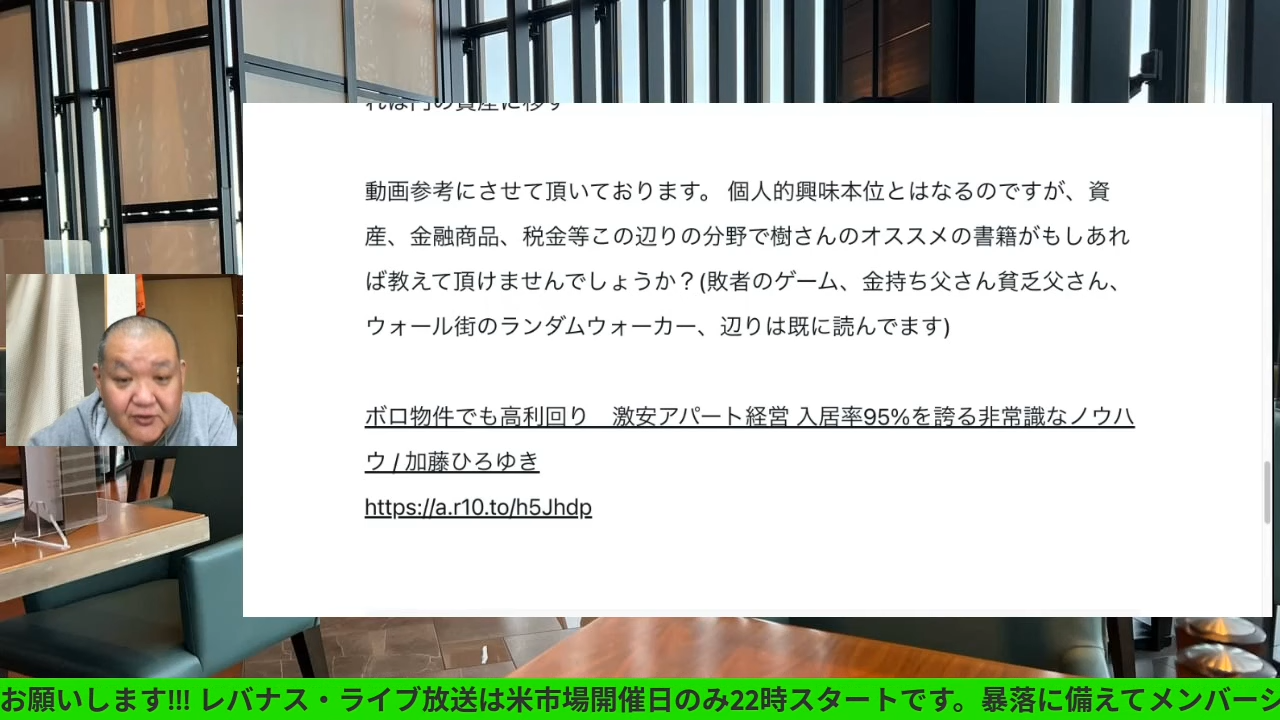 れば円の資産に移す
動画参考にさせて頂いております。 個人的興味本位とはなるのですが、資
産、金融商品、税金等この辺りの分野で樹さんのオススメの書籍がもしあれ
ば教えて頂けませんでしょうか？(敗者のゲーム、金持ち父さん貧乏父さん、
ウォール街のランダムウォーカー、辺りは既に読んでます)
ボロ物件でも高利回り　激安アパート経営 入居率95%を誇る非常識なノウハ
ウ / 加藤ひろゆき
https://a.r10.to/h5Jhdp
お願いします!!! レバナス・ライブ放送は米市場開催日のみ22時スタートです。暴落に備えてメンバーシ